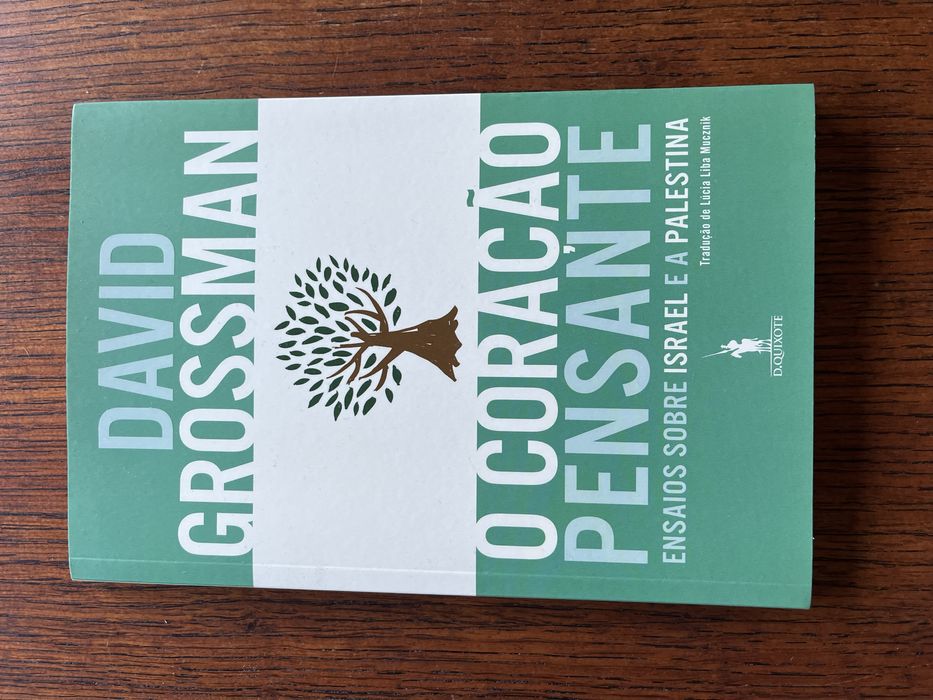 DAVID
GROSSMAN
O CORAÇÃO
PENSANTE
ENSAIOS SOBRE ISRAEL E A PALESTINA
Tradução de Lúcia Liba Mucznik
D.QUIXOTE